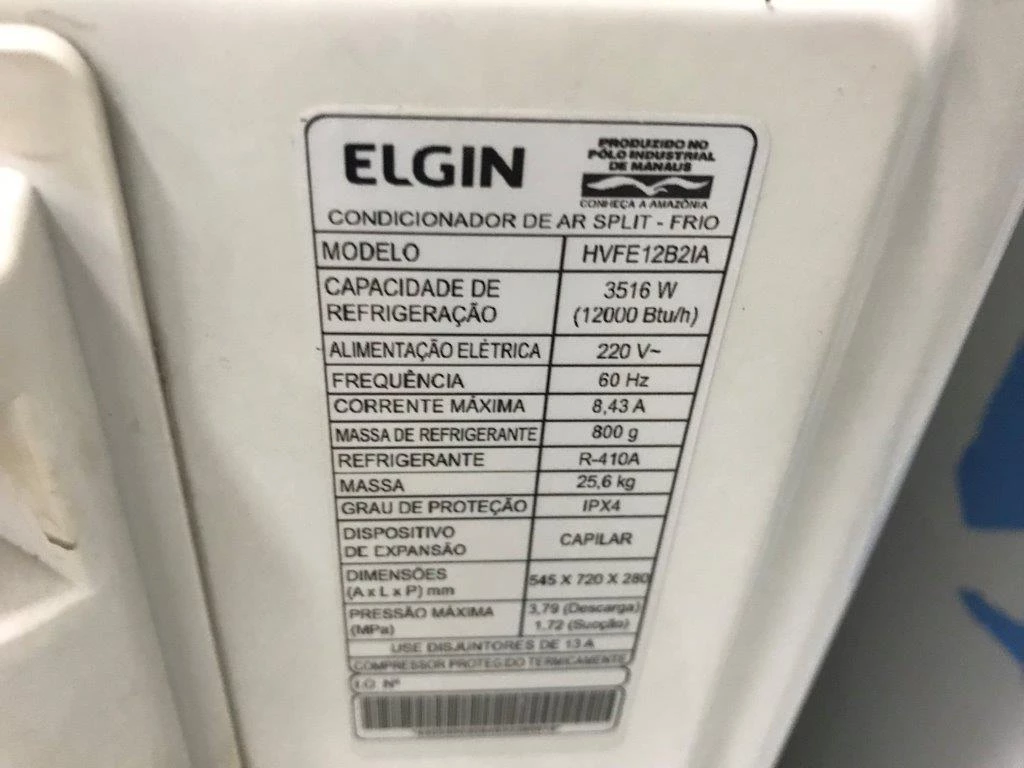 ELGIN
PRODUZIDO NO
PÓLO INDUSTRIAL
DE MANAUS
CONHEÇA A AMAZÔNIA
CONDICIONADOR DE AR SPLIT - FRIO
MODELO HVFE12B2IA
CAPACIDADE DE
REFRIGERAÇÃO
3516 W
(12000 Btu/h)
ALIMENTAÇÃO ELÉTRICA 220 V~
FREQUÊNCIA 60 Hz
CORRENTE MÁXIMA 8,43 A
MASSA DE REFRIGERANTE 800 g
REFRIGERANTE R-410A
MASSA 25,6 kg
GRAU DE PROTEÇÃO IPX4
DISPOSITIVO
DE EXPANSÃO
CAPILAR
DIMENSÕES
(A x L x P) mm
545 X 720 X 280
PRESSÃO MÁXIMA
(MPa)
3,79 (Descarga)
1,72 (Sucção)
USE DISJUNTORES DE 13 A
COMPRESSOR PROTEGIDO TERMICAMENTE
Nº